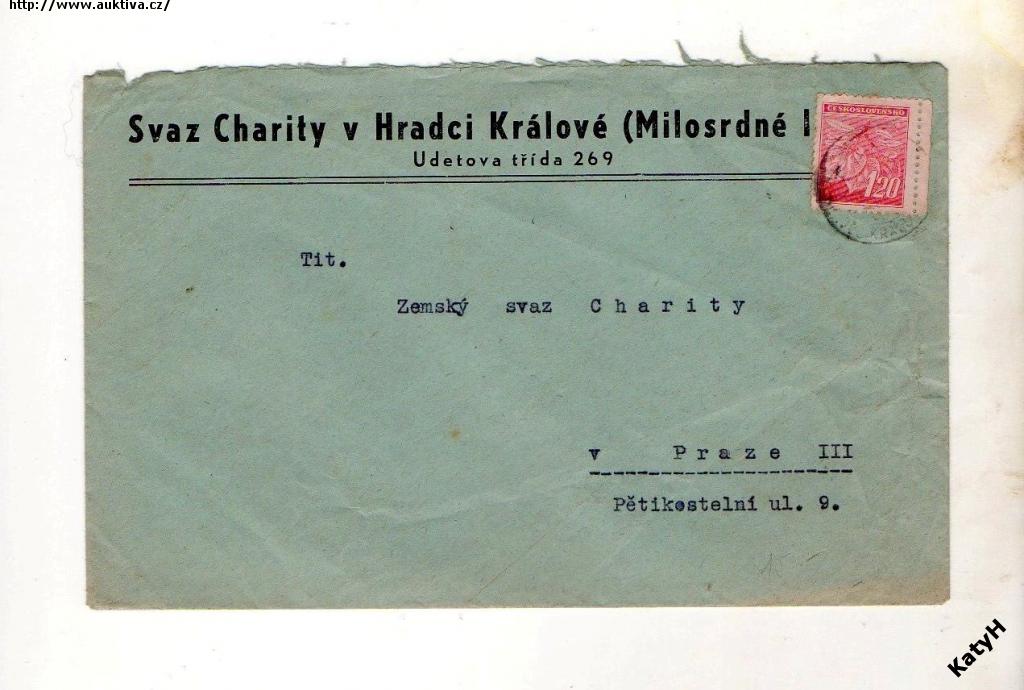 http://www.auktiva.cz/
Svaz Charity v Hradci Králové (Milosrdné
Udetova třída 269
ČESKOSLOVENSKO
1.20
Tit.
Zemský svaz Charity
v Praze III
Pětikostelní ul. 9.
KatyH